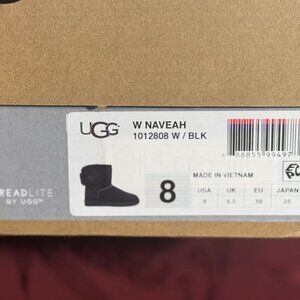 UGG
W NAVEAH
1012808 W / BLK
8
MADE IN VIETNAM
USA UK EU JAPAN
8 6.5 39 25
READLITE
BY UGG™